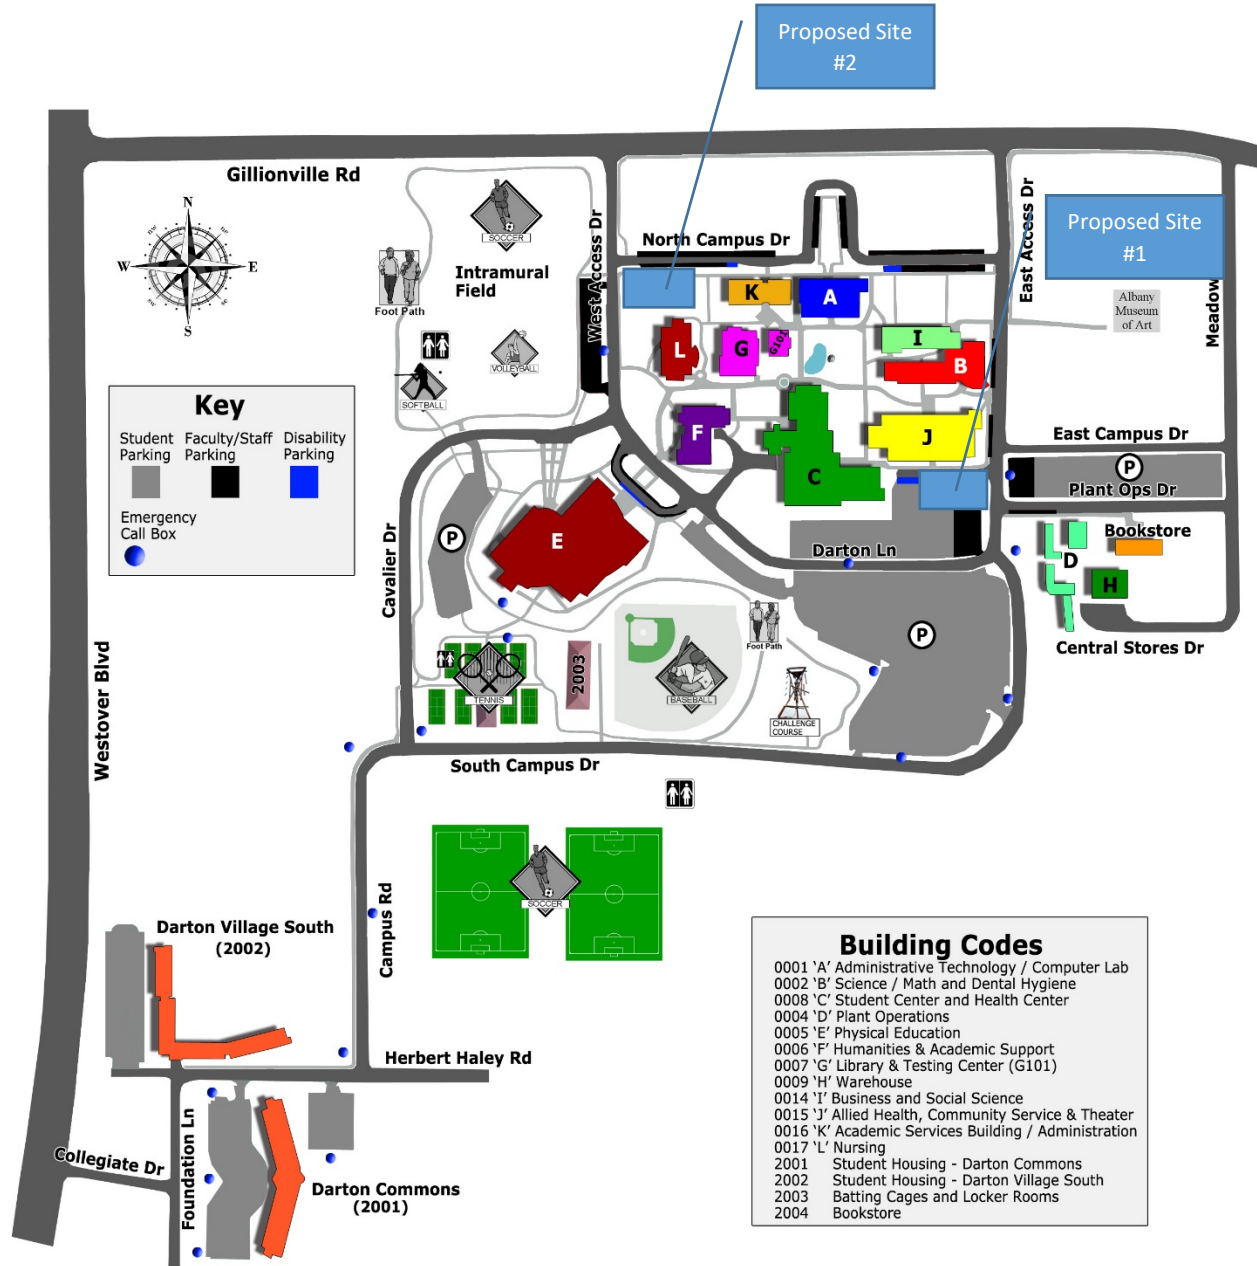 Proposed Site
#2
Gillionville Rd
N
W
E
S
SOCCER
Intramural
Field
Foot Path
VOLLEYBALL
SOFTBALL
West Access Dr
North Campus Dr
East Access Dr
Proposed Site
#1
Meadow
Albany
Museum
of Art
K
A
L
G
G101
I
B
F
C
J
E
Key
Student
Parking
Faculty/Staff
Parking
Disability
Parking
Emergency
Call Box
East Campus Dr
P
Plant Ops Dr
Bookstore
D
H
Central Stores Dr
Darton Ln
P
Cavalier Dr
P
Westover Blvd
TENNIS
2003
BASEBALL
Foot Path
CHALLENGE
COURSE
South Campus Dr
SOCCER
Campus Rd
Darton Village South
(2002)
Herbert Haley Rd
Foundation Ln
Collegiate Dr
Darton Commons
(2001)
Building Codes
0001 ‘A’ Administrative Technology / Computer Lab
0002 ‘B’ Science / Math and Dental Hygiene
0008 ‘C’ Student Center and Health Center
0004 ‘D’ Plant Operations
0005 ‘E’ Physical Education
0006 ‘F’ Humanities & Academic Support
0007 ‘G’ Library & Testing Center (G101)
0009 ‘H’ Warehouse
0014 ‘I’ Business and Social Science
0015 ‘J’ Allied Health, Community Service & Theater
0016 ‘K’ Academic Services Building / Administration
0017 ‘L’ Nursing
2001 Student Housing - Darton Commons
2002 Student Housing - Darton Village South
2003 Batting Cages and Locker Rooms
2004 Bookstore